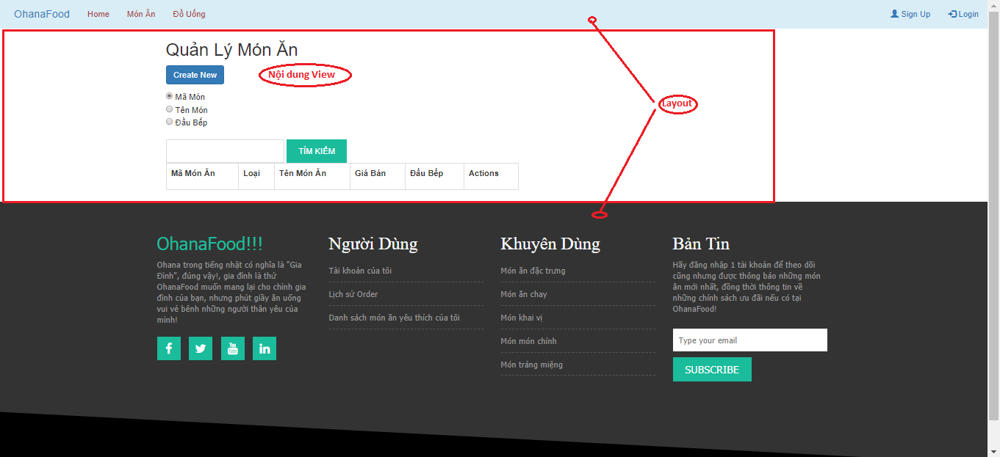 OhanaFood Home Món Ăn Đồ Uống Sign Up Login
Quản Lý Món Ăn
Create New
Nội dung View
Mã Món
Tên Món
Đầu Bếp
Layout
TÌM KIẾM
Mã Món Ăn Loại Tên Món Ăn Giá Bán Đầu Bếp Actions
OhanaFood!!!
Ohana trong tiếng nhật có nghĩa là "Gia
Đình", đúng vậy!, gia đình là thứ
OhanaFood muốn mang lại cho chính gia
đình của bạn, nhưng phút giây ăn uống
vui vẻ bênh những người thân yêu của
mình!
You
Tube
Người Dùng
Tài khoản của tôi
Lịch sử Order
Danh sách món ăn yêu thích của tôi
Khuyên Dùng
Món ăn đặc trưng
Món ăn chay
Món khai vị
Món món chính
Món tráng miệng
Bản Tin
Hãy đăng nhập 1 tài khoản để theo dõi
cũng nhưng được thông báo những món
ăn mới nhất, đồng thời thông tin về
những chính sách ưu đãi nếu có tại
OhanaFood!
Type your email
SUBSCRIBE